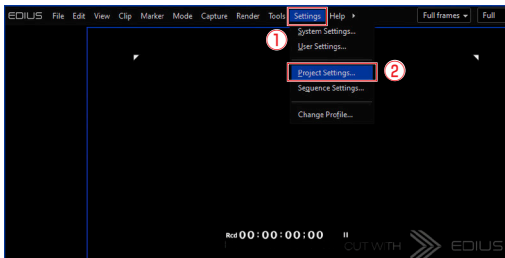 EDIUS File Edit View Clip Marker Mode Capture Render Tools Settings Help Full frames Full
① System Settings...
User Settings...
Project Settings... ②
Sequence Settings...
Change Profile...
Rcd 00:00:00:00
CUT WITH EDIUS